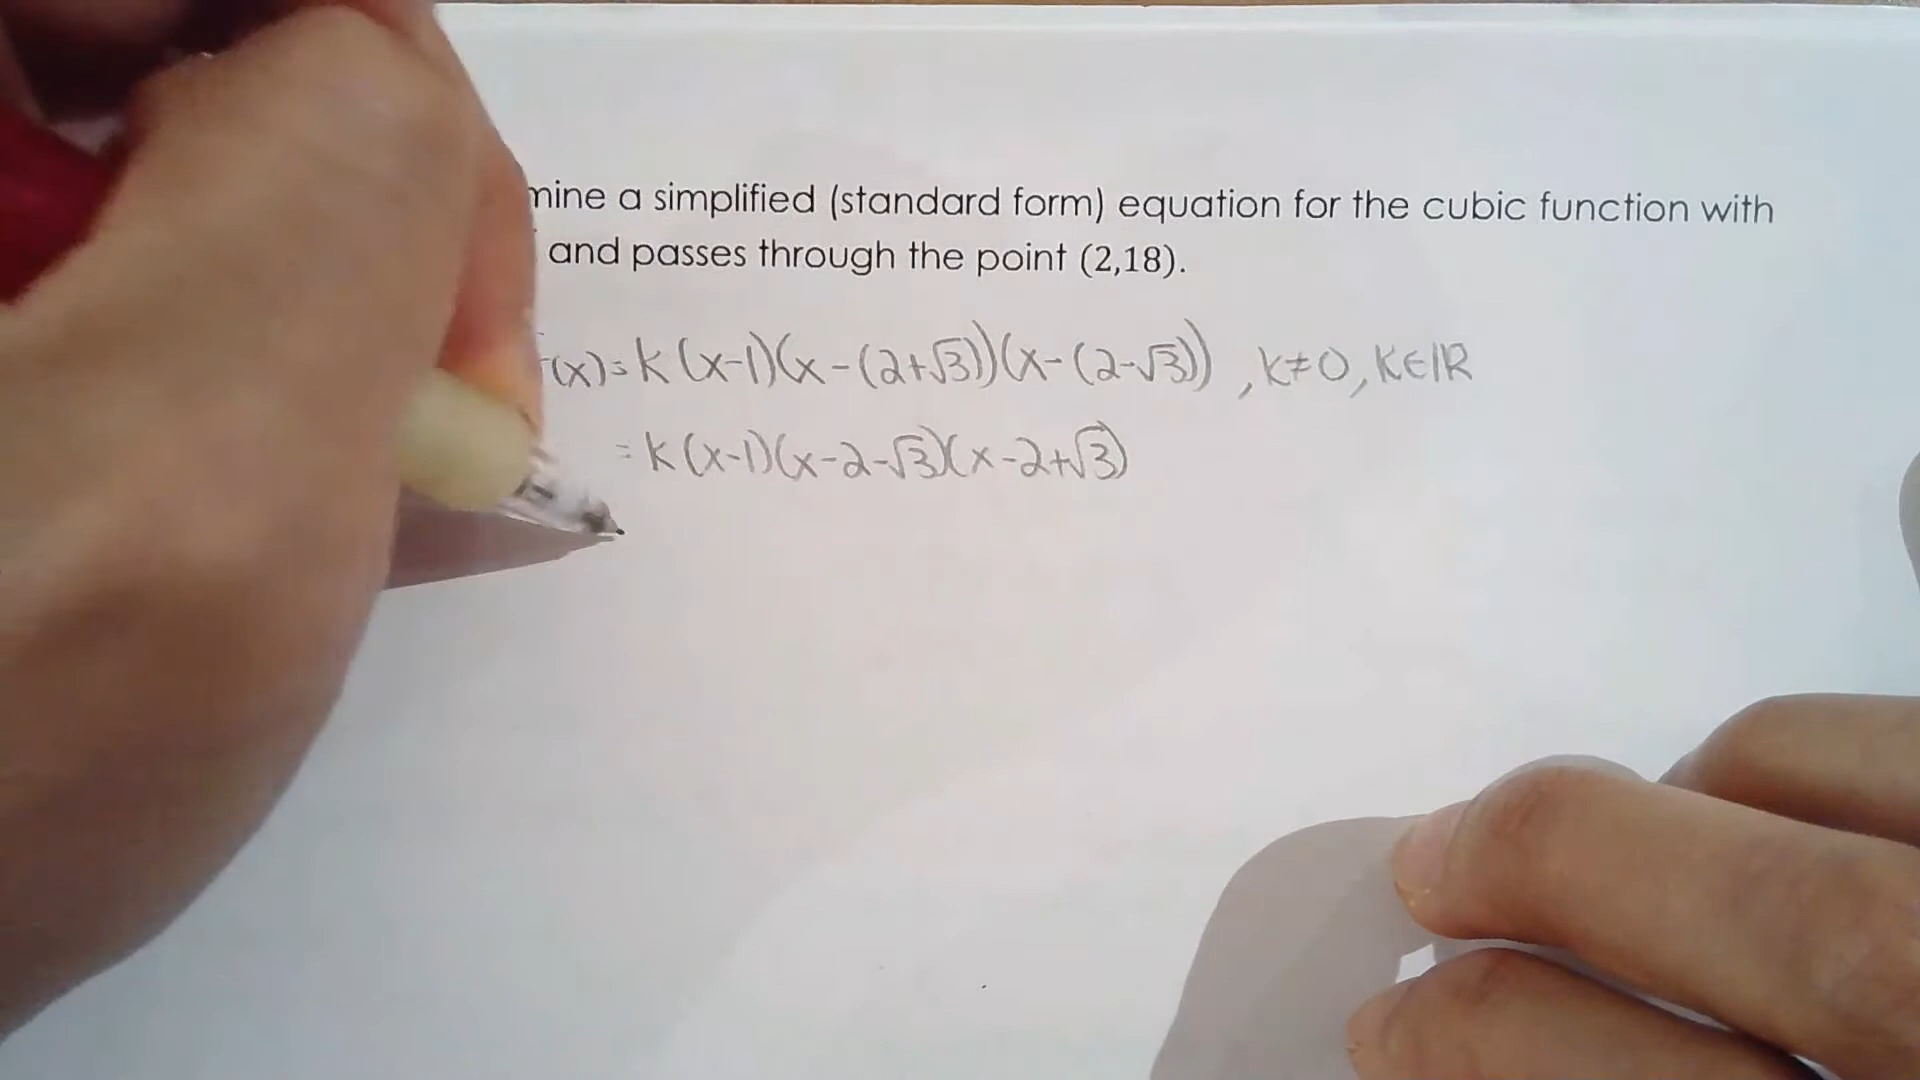 a simplified (standard form) equation for the cubic function with
and passes through the point (2,18).
(x)=k(x-1)(x-(2+√3))(x-(2-√3)) , k≠0, k∈ℝ
=k(x-1)(x-2-√3)(x-2+√3)